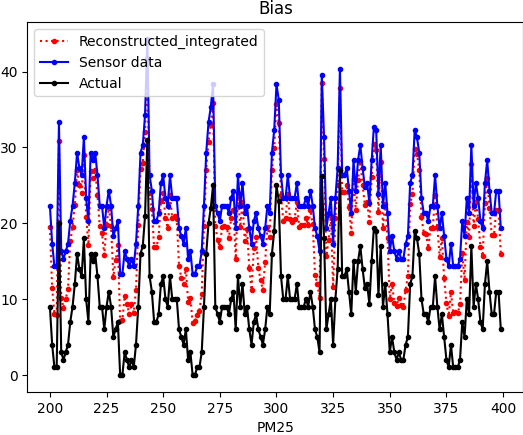 Bias
Reconstructed_integrated
Sensor data
Actual
40
30
20
10
0
200 225 250 275 300 325 350 375 400
PM25